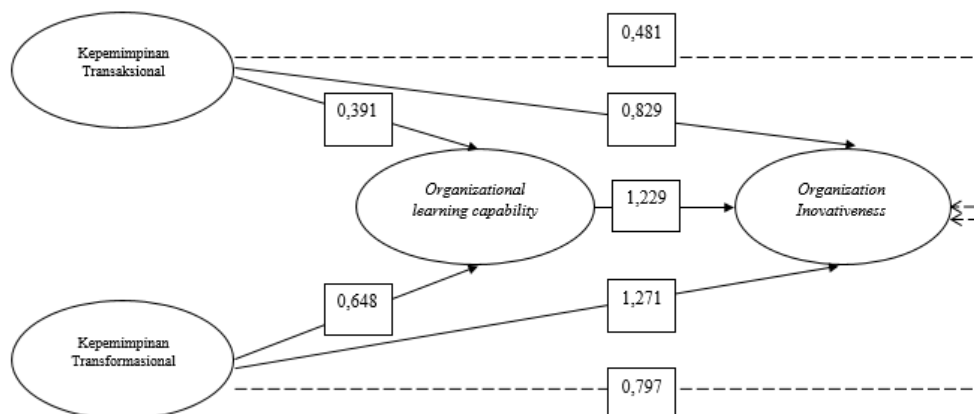 Kepemimpinan
Transaksional
0,481
0,391
0,829
Organizational
learning capability
1,229
Organization
Inovativeness
0,648
1,271
Kepemimpinan
Transformasional
0,797